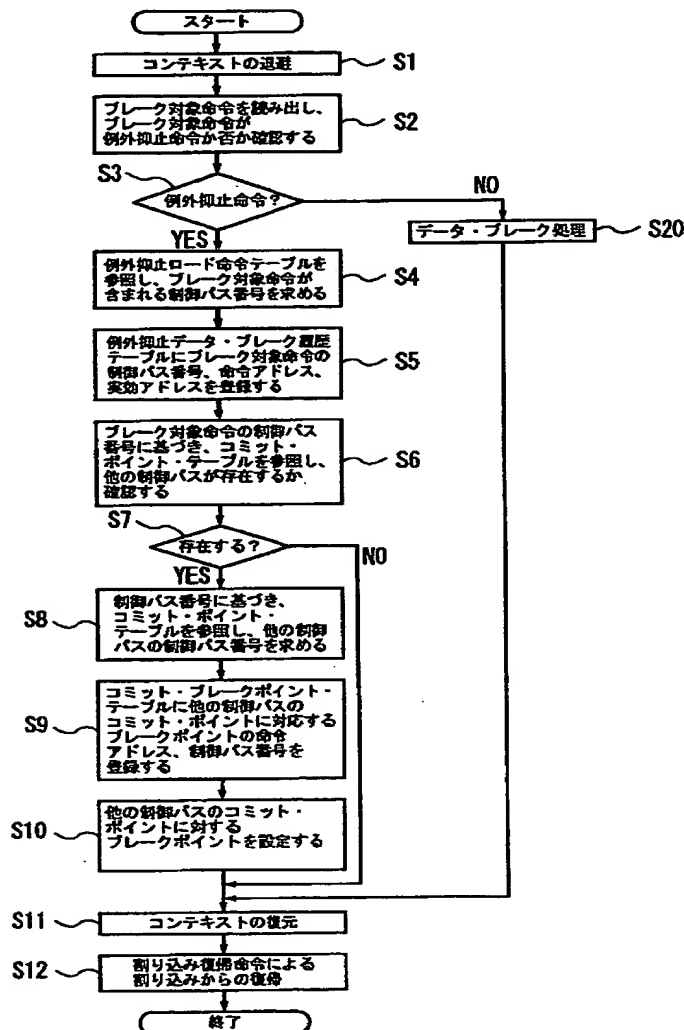 スタート
コンテキストの退避
S1
ブレーク対象命令を読み出し、
ブレーク対象命令が
例外抑止命令か否か確認する
S2
S3
例外抑止命令？
NO
YES
データ・ブレーク処理
S20
例外抑止ロード命令テーブルを
参照し、ブレーク対象命令が
含まれる制御パス番号を求める
S4
例外抑止データ・ブレーク履歴
テーブルにブレーク対象命令の
制御パス番号、命令アドレス、
実効アドレスを登録する
S5
ブレーク対象命令の制御パス
番号に基づき、コミット・
ポイント・テーブルを参照し、
他の制御パスが存在するか
確認する
S6
S7
存在する？
NO
YES
S8
制御パス番号に基づき、
コミット・ポイント・
テーブルを参照し、他の制御
パスの制御パス番号を求める
S9
コミット・ブレークポイント・
テーブルに他の制御パスの
コミット・ポイントに対応する
ブレークポイントの命令
アドレス、制御パス番号を
登録する
S10
他の制御パスのコミット・
ポイントに対する
ブレークポイントを設定する
S11
コンテキストの復元
S12
割り込み復帰命令による
割り込みからの復帰
終了